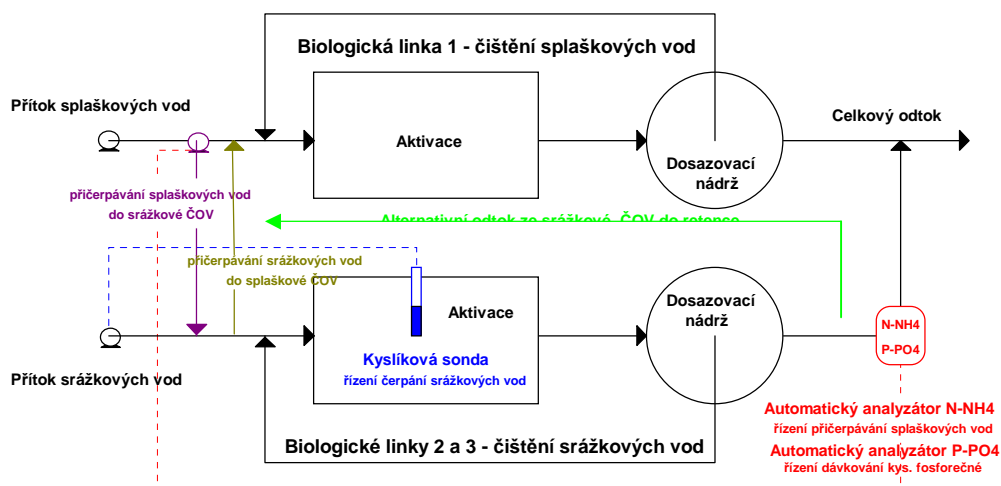 Biologická linka 1 - čištění splaškových vod
Přítok splaškových vod
Celkový odtok
Aktivace
Dosazovací
nádrž
přičerpávání splaškových vod
do srážkové ČOV
Alternativní odtok ze srážkové ČOV do retence
přičerpávání srážkových vod
do splaškové ČOV
Dosazovací
nádrž
Aktivace
N-NH4
P-PO4
Kyslíková sonda
řízení čerpání srážkových vod
Přítok srážkových vod
Automatický analyzátor N-NH4
řízení přičerpávání splaškových vod
Biologické linky 2 a 3 - čištění srážkových vod
Automatický analyzátor P-PO4
řízení dávkování kys. fosforečné